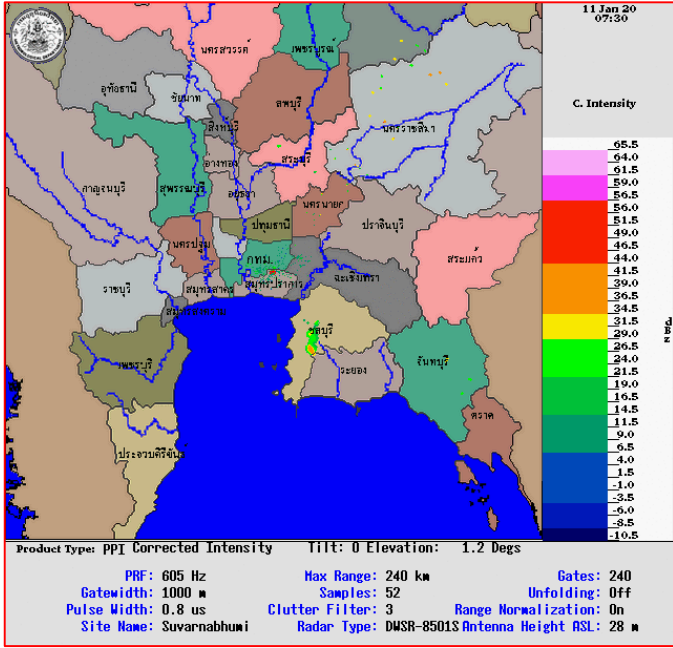 11 Jan 20
07:30
C. Intensity
65.5
64.0
61.5
59.0
56.5
56.0
51.5
49.0
46.5
44.0
41.5
39.0
36.5
34.5
31.5
29.0
26.5
24.0
21.5
19.0
16.5
14.5
11.5
9.0
6.5
4.0
1.5
-1.0
-3.5
-6.0
-8.5
-10.5
นครสวรรค์
เพชรบูรณ์
อุทัยธานี
ชัยนาท
ลพบุรี
สิงห์บุรี
นครราชสีมา
อ่างทอง
สระบุรี
กาญจนบุรี
สุพรรณบุรี
อยุธยา
นครนายก
ปทุมธานี
ปราจีนบุรี
นครปฐม
กทม.
สระแก้ว
ราชบุรี
สมุทรสาคร
สมุทรปราการ
ฉะเชิงเทรา
สมุทรสงคราม
ชลบุรี
เพชรบุรี
ระยอง
จันทบุรี
ตราด
ประจวบคีรีขันธ์
Product Type: PPI Corrected Intensity Tilt: 0 Elevation: 1.2 Degs
PRF: 605 Hz Max Range: 240 km Gates: 240
Gatewidth: 1000 m Samples: 52 Unfolding: Off
Pulse Width: 0.8 us Clutter Filter: 3 Range Normalization: On
Site Name: Suvarnabhumi Radar Type: DWSR-8501S Antenna Height ASL: 28 m